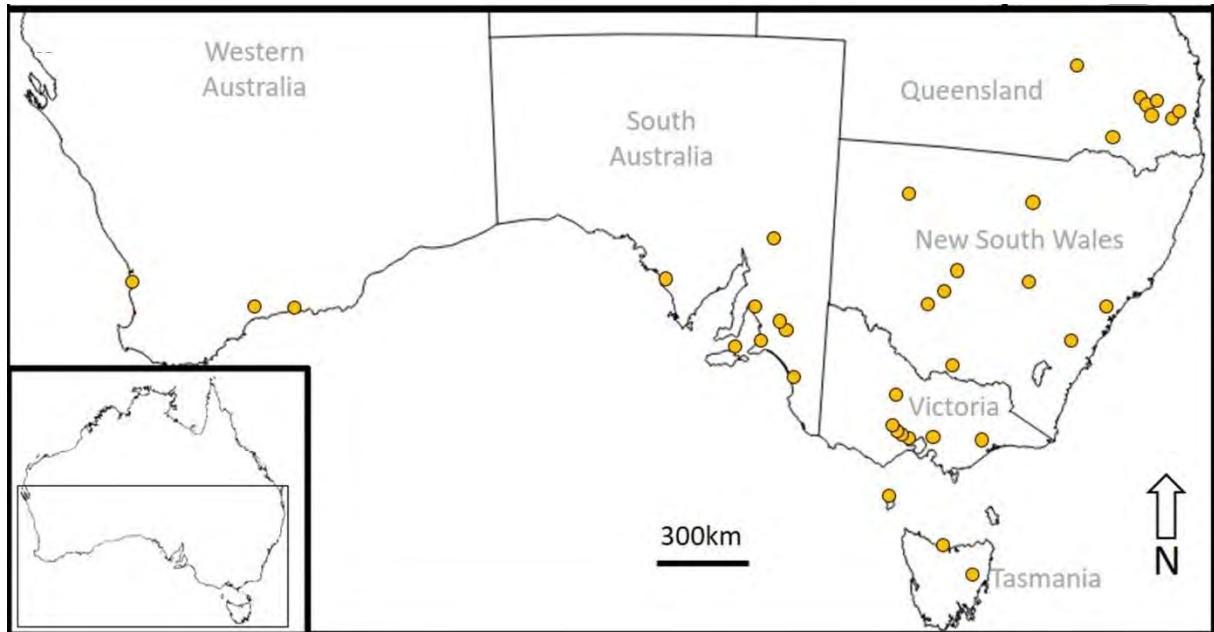 Western
Australia
South
Australia
Queensland
New South Wales
Victoria
300km
N
Tasmania